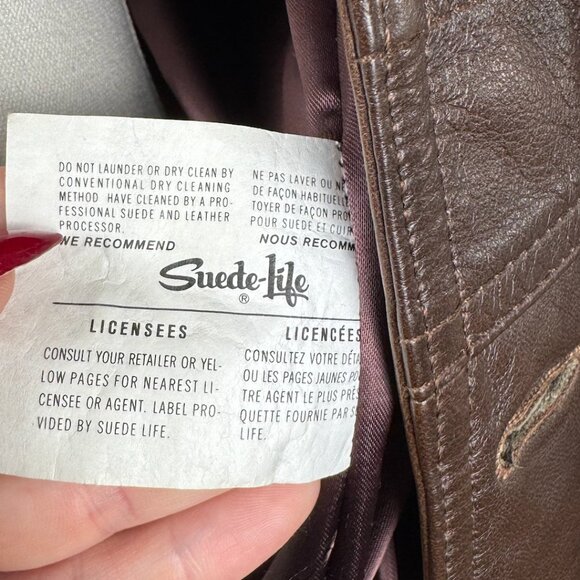 DO NOT LAUNDER OR DRY CLEAN BY
CONVENTIONAL DRY CLEANING
METHOD HAVE CLEANED BY A PRO-
FESSIONAL SUEDE AND LEATHER
PROCESSOR.
WE RECOMMEND
NE PAS LAVER OU
DE FAÇON HABITUEL
TOYER DE FAÇON
POUR SUEDE ET
NOUS RECOMM
Suede-Life
®
LICENSEES
CONSULT YOUR RETAILER OR YEL-
LOW PAGES FOR NEAREST LI-
CENSEE OR AGENT. LABEL PRO-
VIDED BY SUEDE LIFE.
LICENCÉES
CONSULTEZ VOTRE DÉTA
OU LES PAGES JAUNES
TRE AGENT LE PLUS PRÈS
QUETTE FOURNIE PAR
LIFE.